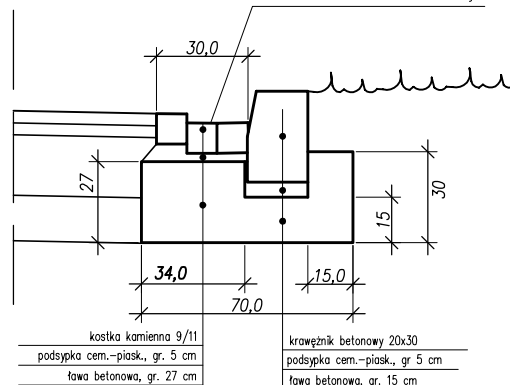 30,0
27
30
15
34,0
15,0
70,0
kostka kamienna 9/11
podsypka cem.-piask., gr. 5 cm
ława betonowa, gr. 27 cm
krawężnik betonowy 20x30
podsypka cem.-piask., gr 5 cm
ława betonowa, gr. 15 cm